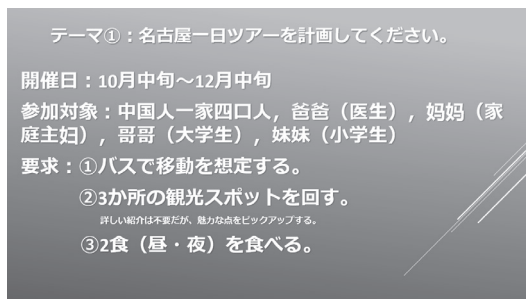 テーマ①：名古屋一日ツアーを計画してください。
開催日：10月中旬～12月中旬
参加対象：中国人一家四口人，爸爸（医生），妈妈（家
庭主妇），哥哥（大学生），妹妹（小学生）
要求：①バスで移動を想定する。
②3か所の観光スポットを回す。
詳しい紹介は不要だが、魅力な点をピックアップする。
③2食（昼・夜）を食べる。